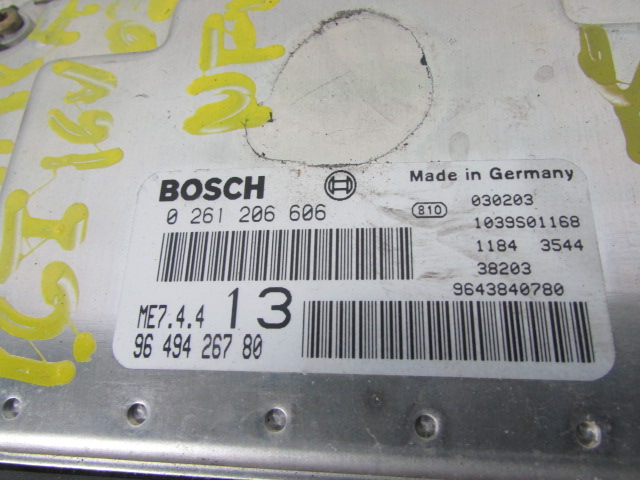 BOSCH
Made in Germany
0 261 206 606
810
030203
1039S01168
1184 3544
38203
9643840780
ME7.4.4 13
96 494 267 80
16V